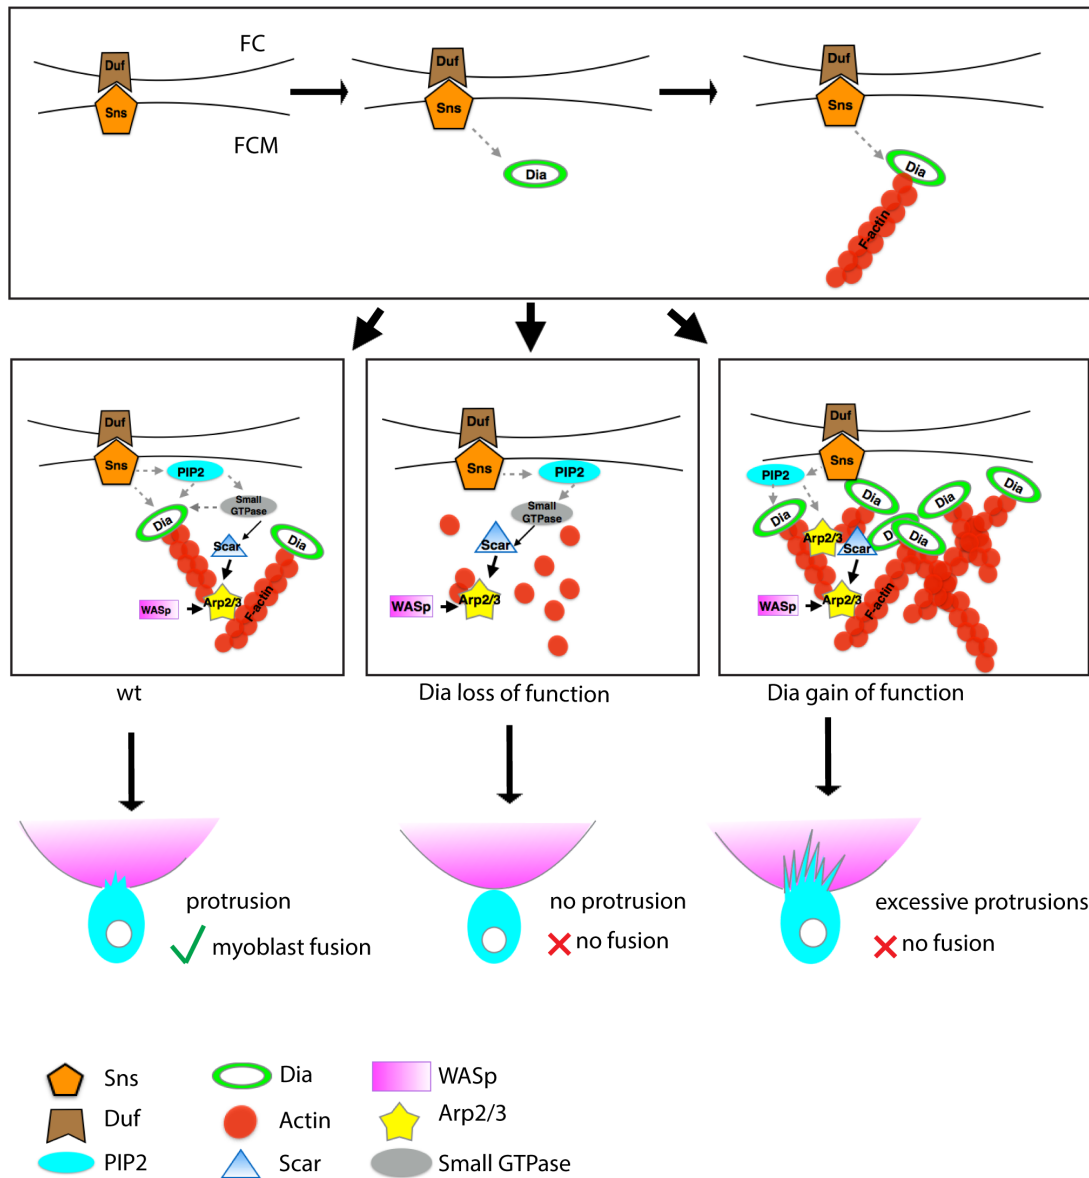 FC
Duf
Sns
FCM
Duf
Sns
Dia
Duf
Sns
Dia
F-actin
Duf
Sns
PIP2
Small
GTPase
Dia
Dia
Scar
WASp
Arp2/3
F-actin
wt
Duf
Sns
PIP2
Small
GTPase
Scar
WASp
Arp2/3
Dia loss of function
Duf
Sns
PIP2
Dia
Dia
Dia
Dia
Arp2/3
Scar
D
Dia
WASp
Arp2/3
F-actin
Dia gain of function
protrusion
myoblast fusion
no protrusion
no fusion
excessive protrusions
no fusion
Sns
Dia
WASp
Duf
Actin
Arp2/3
PIP2
Scar
Small GTPase